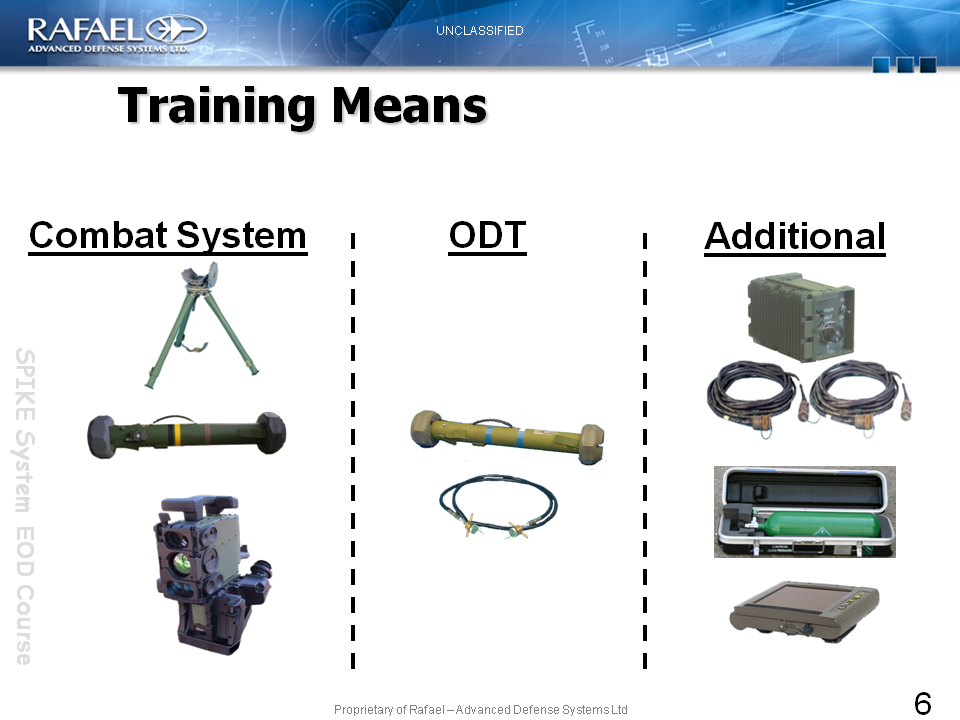 RAFAEL
ADVANCED DEFENSE SYSTEMS LTD.
UNCLASSIFIED
Training Means
Combat System
ODT
Additional
SPIKE System EOD Course
Proprietary of Rafael – Advanced Defense Systems Ltd
6